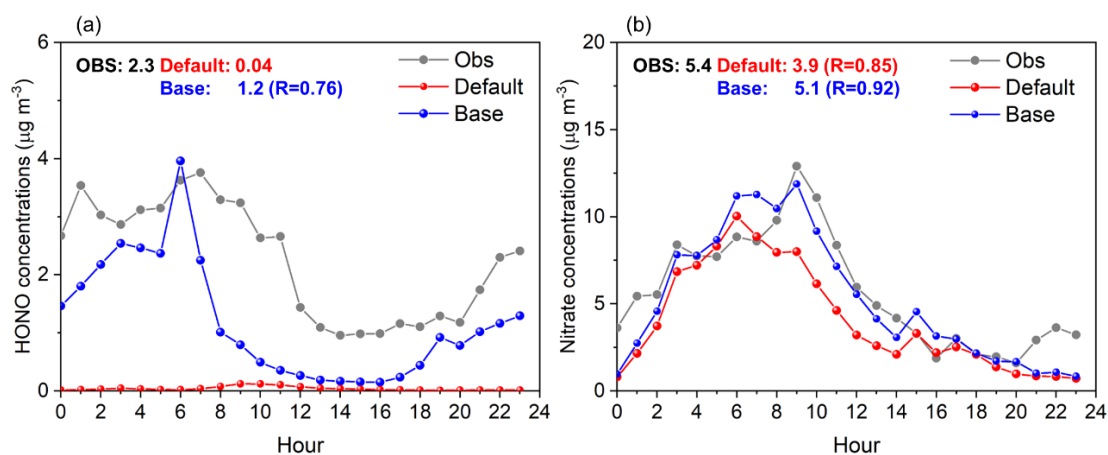 (a)
OBS: 2.3 Default: 0.04
Base: 1.2 (R=0.76)
Obs
Default
Base
HONO concentrations (μg m⁻³)
6
4
2
0
0 2 4 6 8 10 12 14 16 18 20 22 24
Hour
(b)
OBS: 5.4 Default: 3.9 (R=0.85)
Base: 5.1 (R=0.92)
Obs
Default
Base
Nitrate concentrations (μg m⁻³)
20
15
10
5
0
0 2 4 6 8 10 12 14 16 18 20 22 24
Hour